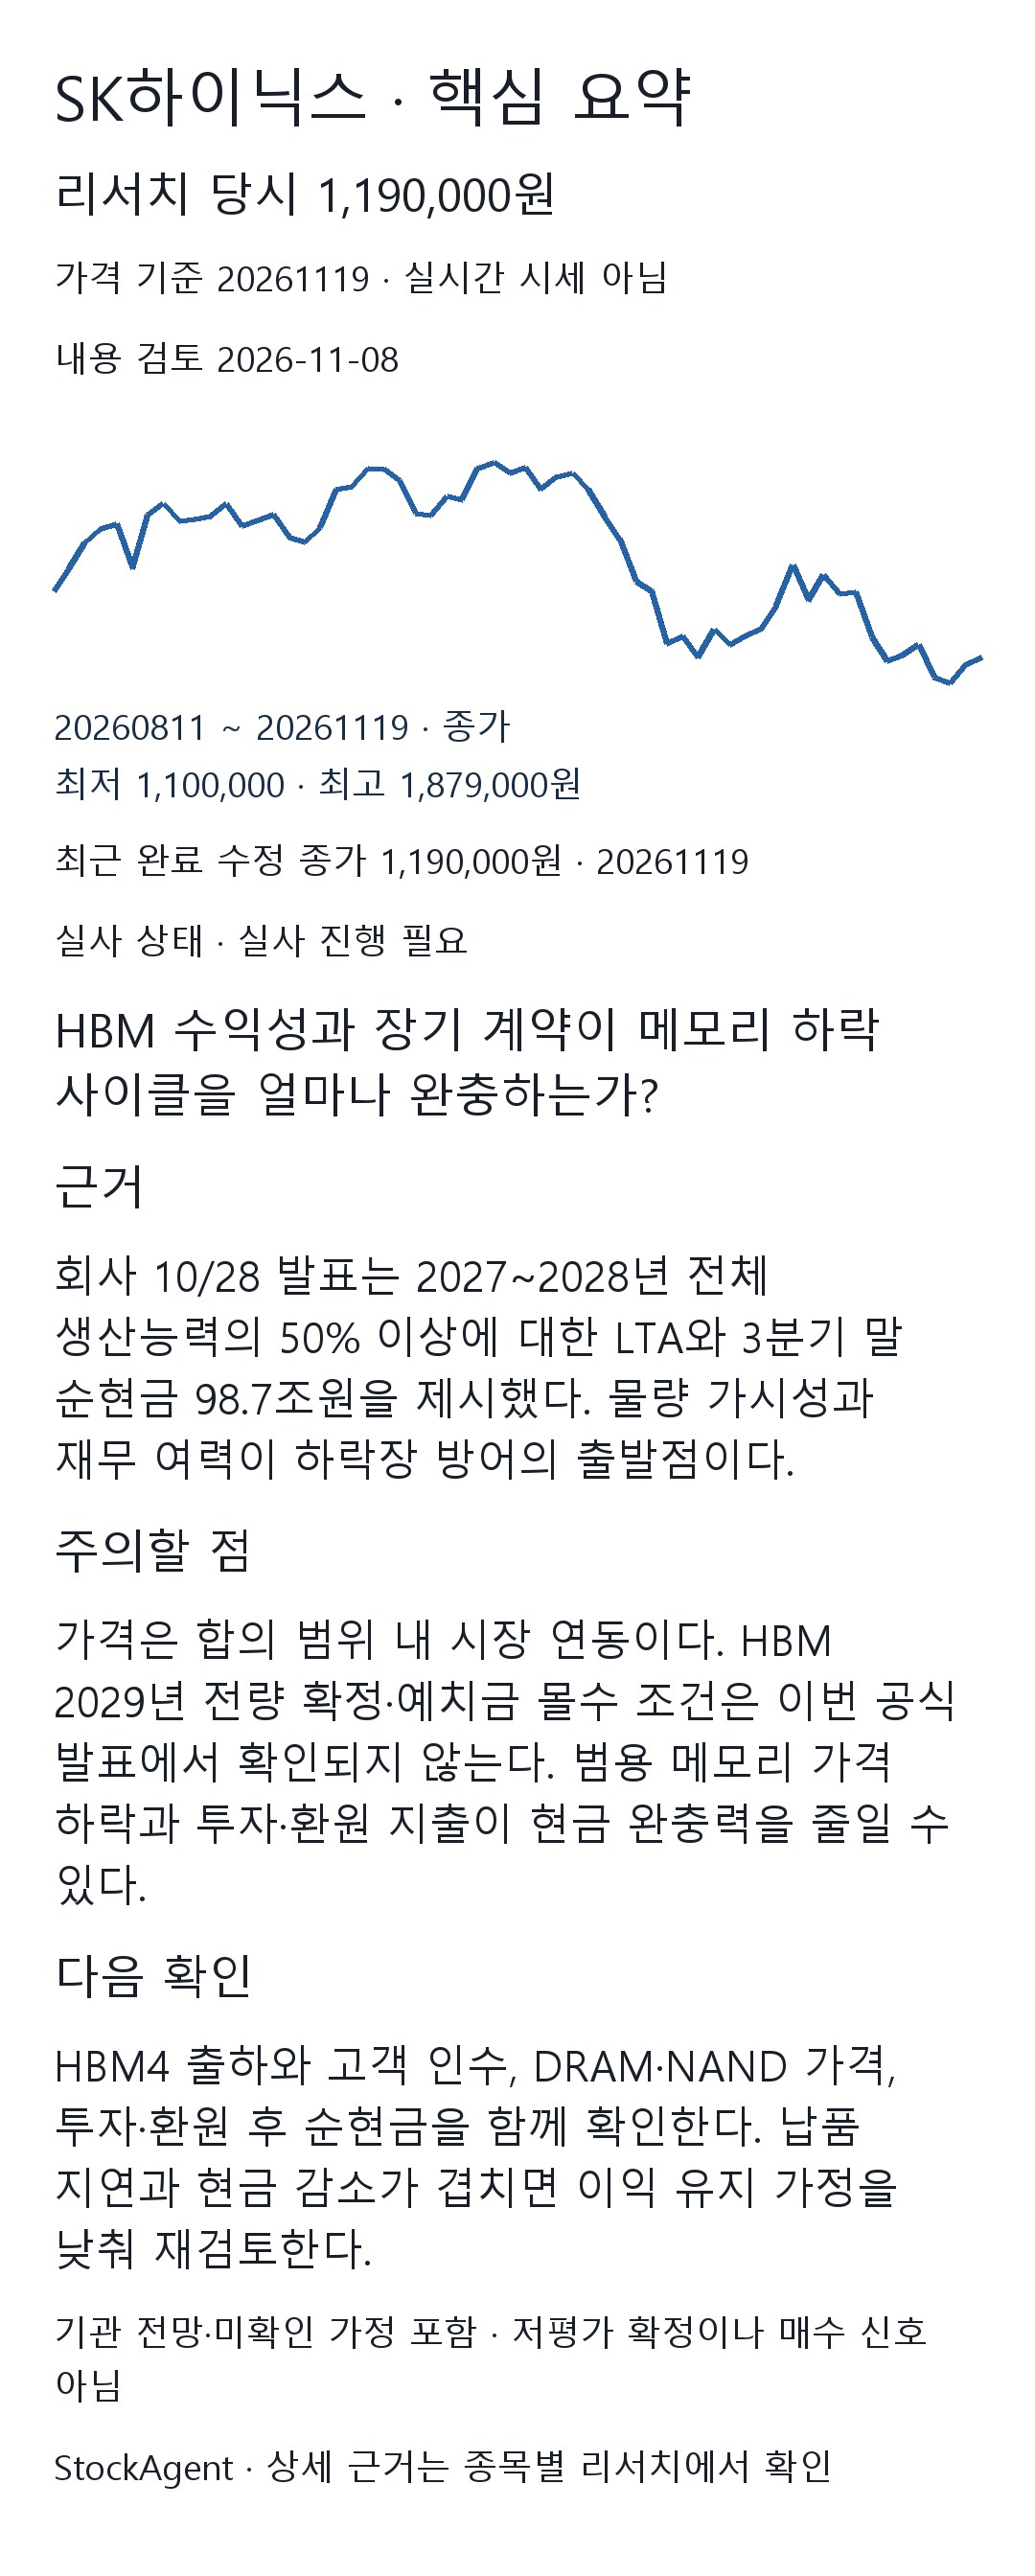 SK하이닉스 · 핵심 요약
리서치 당시 1,190,000원
가격 기준 20261119 · 실시간 시세 아님
내용 검토 2026-11-08
20260811 ~ 20261119 · 종가
최저 1,100,000 · 최고 1,879,000원
최근 완료 수정 종가 1,190,000원 · 20261119
실사 상태 · 실사 진행 필요
HBM 수익성과 장기 계약이 메모리 하락
사이클을 얼마나 완충하는가?
근거
회사 10/28 발표는 2027~2028년 전체
생산능력의 50% 이상에 대한 LTA와 3분기 말
순현금 98.7조원을 제시했다. 물량 가시성과
재무 여력이 하락장 방어의 출발점이다.
주의할 점
가격은 합의 범위 내 시장 연동이다. HBM
2029년 전량 확정·예치금 몰수 조건은 이번 공식
발표에서 확인되지 않는다. 범용 메모리 가격
하락과 투자·환원 지출이 현금 완충력을 줄일 수
있다.
다음 확인
HBM4 출하와 고객 인수, DRAM·NAND 가격,
투자·환원 후 순현금을 함께 확인한다. 납품
지연과 현금 감소가 겹치면 이익 유지 가정을
낮춰 재검토한다.
기관 전망·미확인 가정 포함 · 저평가 확정이나 매수 신호
아님
StockAgent · 상세 근거는 종목별 리서치에서 확인